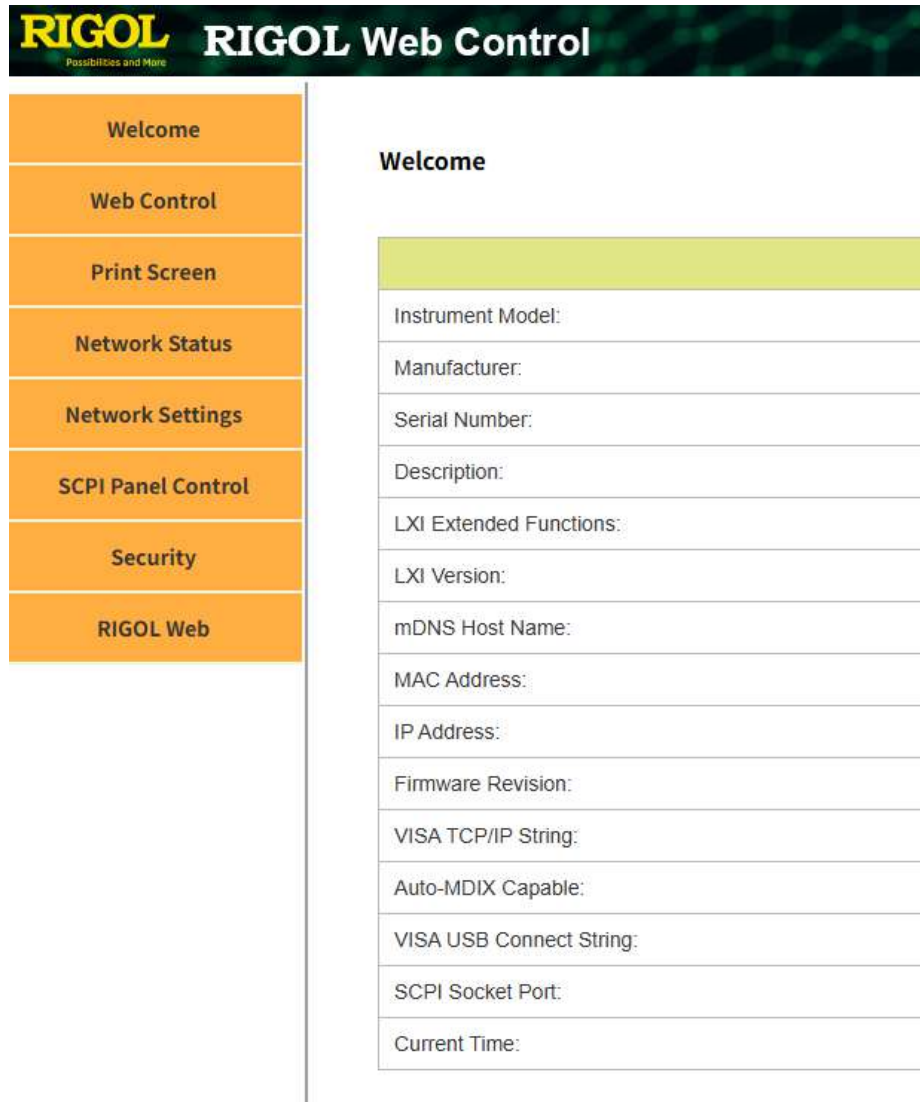 RIGOL
Possibilities and More
RIGOL Web Control
Welcome
Web Control
Print Screen
Network Status
Network Settings
SCPI Panel Control
Security
RIGOL Web
Welcome
Instrument Model:
Manufacturer:
Serial Number:
Description:
LXI Extended Functions:
LXI Version:
mDNS Host Name:
MAC Address:
IP Address:
Firmware Revision:
VISA TCP/IP String:
Auto-MDIX Capable:
VISA USB Connect String:
SCPI Socket Port:
Current Time: